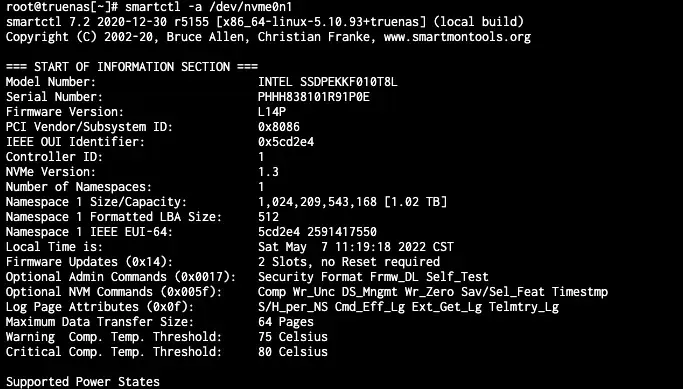 root@truenas[~]# smartctl -a /dev/nvme0n1
smartctl 7.2 2020-12-30 r5155 [x86_64-linux-5.10.93+truenas] (local build)
Copyright (C) 2002-20, Bruce Allen, Christian Franke, www.smartmontools.org
=== START OF INFORMATION SECTION ===
Model Number: INTEL SSDPEKKF010T8L
Serial Number: PHHH838101R91P0E
Firmware Version: L14P
PCI Vendor/Subsystem ID: 0x8086
IEEE OUI Identifier: 0x5cd2e4
Controller ID: 1
NVMe Version: 1.3
Number of Namespaces: 1
Namespace 1 Size/Capacity: 1,024,209,543,168 [1.02 TB]
Namespace 1 Formatted LBA Size: 512
Namespace 1 IEEE EUI-64: 5cd2e4 2591417550
Local Time is: Sat May  7 11:19:18 2022 CST
Firmware Updates (0x14): 2 Slots, no Reset required
Optional Admin Commands (0x0017): Security Format Frmw_DL Self_Test
Optional NVM Commands (0x005f): Comp Wr_Unc DS_Mngmt Wr_Zero Sav/Sel_Feat Timestmp
Log Page Attributes (0x0f): S/H_per_NS Cmd_Eff_Lg Ext_Get_Lg Telmtry_Lg
Maximum Data Transfer Size: 64 Pages
Warning  Comp. Temp. Threshold: 75 Celsius
Critical Comp. Temp. Threshold: 80 Celsius
Supported Power States